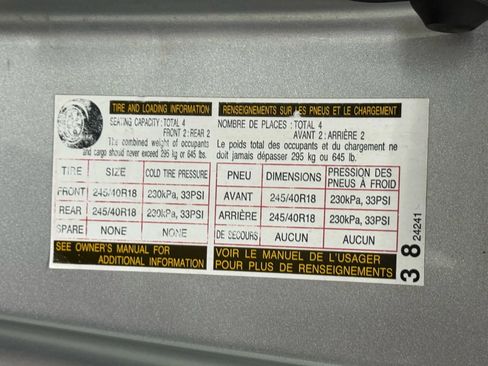 TIRE AND LOADING INFORMATION
SEATING CAPACITY: TOTAL 4
FRONT 2: REAR 2
The combined weight of occupants
and cargo should never exceed 295 kg or 645 lbs.
TIRE SIZE COLD TIRE PRESSURE
FRONT 245/40R18 230kPa, 33PSI
REAR 245/40R18 230kPa, 33PSI
SPARE NONE NONE
SEE OWNER'S MANUAL FOR
ADDITIONAL INFORMATION
RENSEIGNEMENTS SUR LES PNEUS ET LE CHARGEMENT
NOMBRE DE PLACES: TOTAL 4
AVANT 2: ARRIÈRE 2
Le poids total des occupants et du chargement ne
doit jamais dépasser 295 kg ou 645 lb.
PNEU DIMENSIONS PRESSION DES
PNEUS À FROID
AVANT 245/40R18 230kPa, 33PSI
ARRIÈRE 245/40R18 230kPa, 33PSI
DE SECOURS AUCUN AUCUN
VOIR LE MANUEL DE L'USAGER
POUR PLUS DE RENSEIGNEMENTS
38 24241